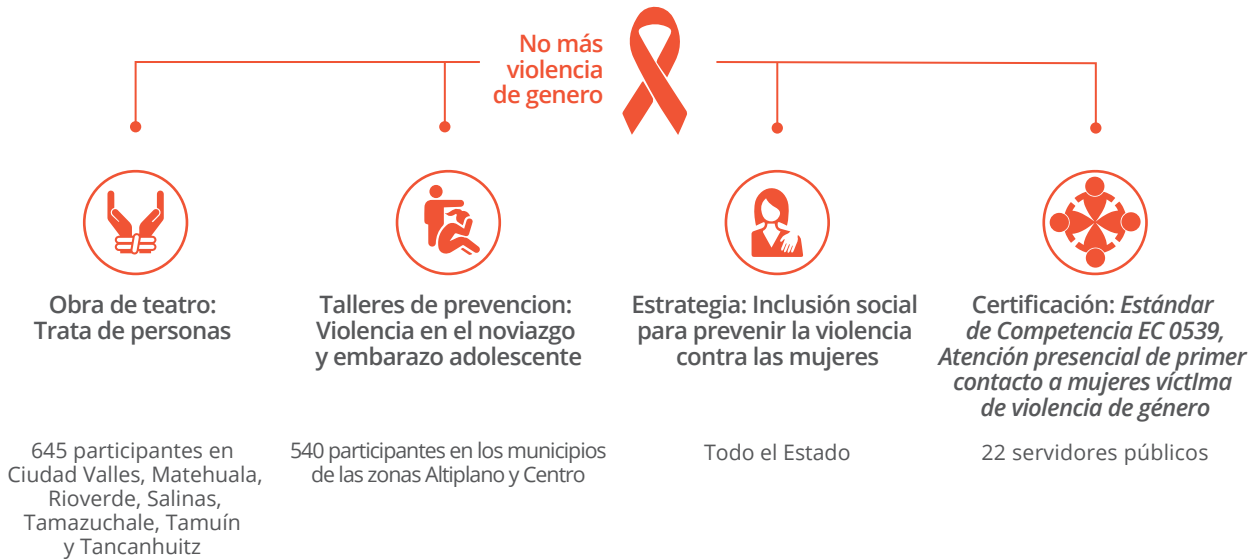 No más
violencia
de genero
Obra de teatro:
Trata de personas
645 participantes en
Ciudad Valles, Matehuala,
Rioverde, Salinas,
Tamazuchale, Tamuín
y Tancanhuitz
Talleres de prevencion:
Violencia en el noviazgo
y embarazo adolescente
540 participantes en los municipios
de las zonas Altiplano y Centro
Estrategia: Inclusión social
para prevenir la violencia
contra las mujeres
Todo el Estado
Certificación: Estándar
de Competencia EC 0539,
Atención presencial de primer
contacto a mujeres víctIma
de violencia de género
22 servidores públicos